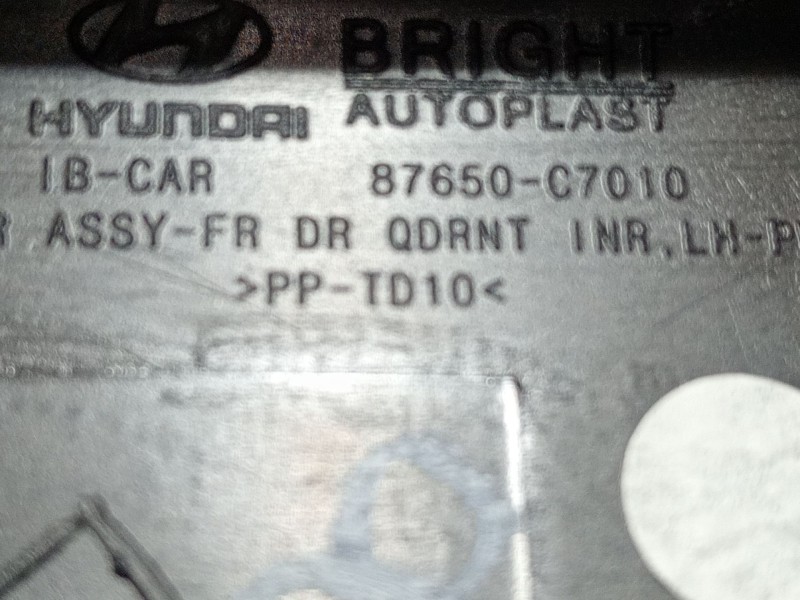 BRIGHT
HYUNDAI AUTOPLAST
IB-CAR 87650-C7010
R ASSY-FR DR QDRNT INR, LH-P
>PP-TD10<